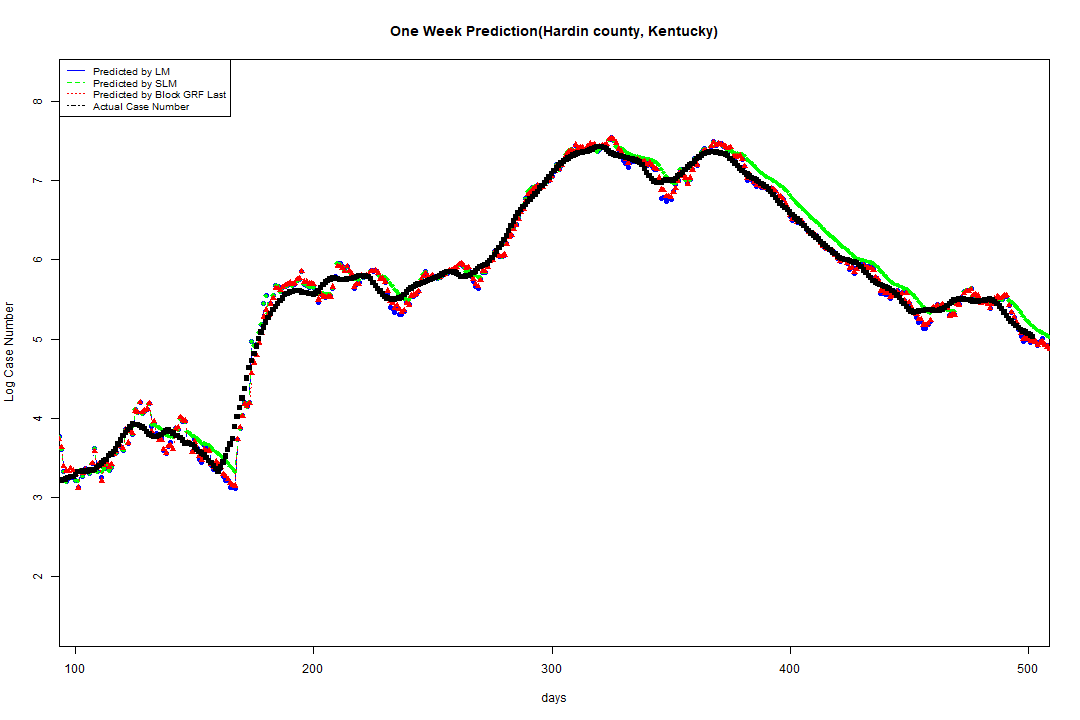 One Week Prediction(Hardin county, Kentucky)
Predicted by LM
Predicted by SLM
Predicted by Block GRF Last
Actual Case Number
8
7
6
5
4
3
2
Log Case Number
100 200 300 400 500
days